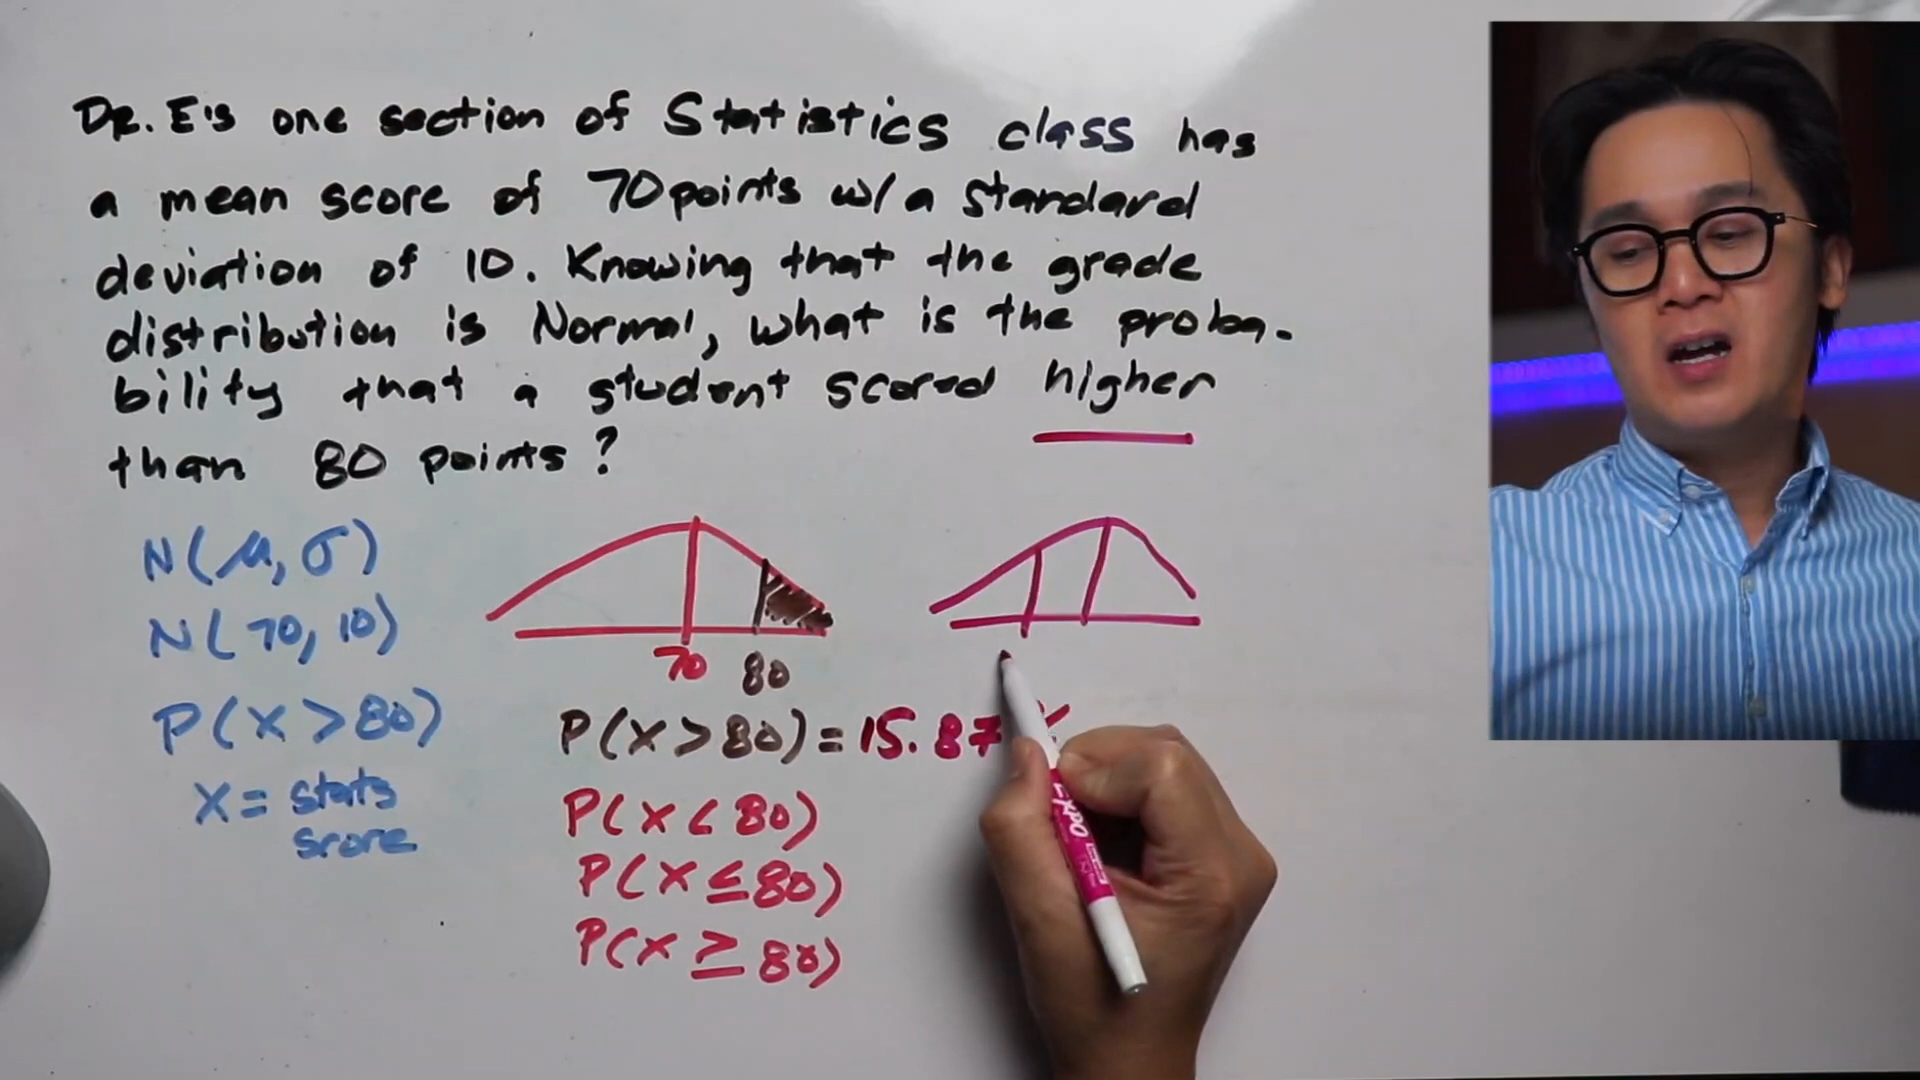 DR. E's one section of Statistics class has
a mean score of 70 points w/ a standard
deviation of 10. Knowing that the grade
distribution is Normal, what is the proba-
bility that a student scored higher
than 80 points?
N(μ, σ)
N(70, 10)
P(X > 80)
X = stats
score
70
80
P(X > 80) = 15.87%
P(X < 80)
P(X ≤ 80)
P(X ≥ 80)
EXPO